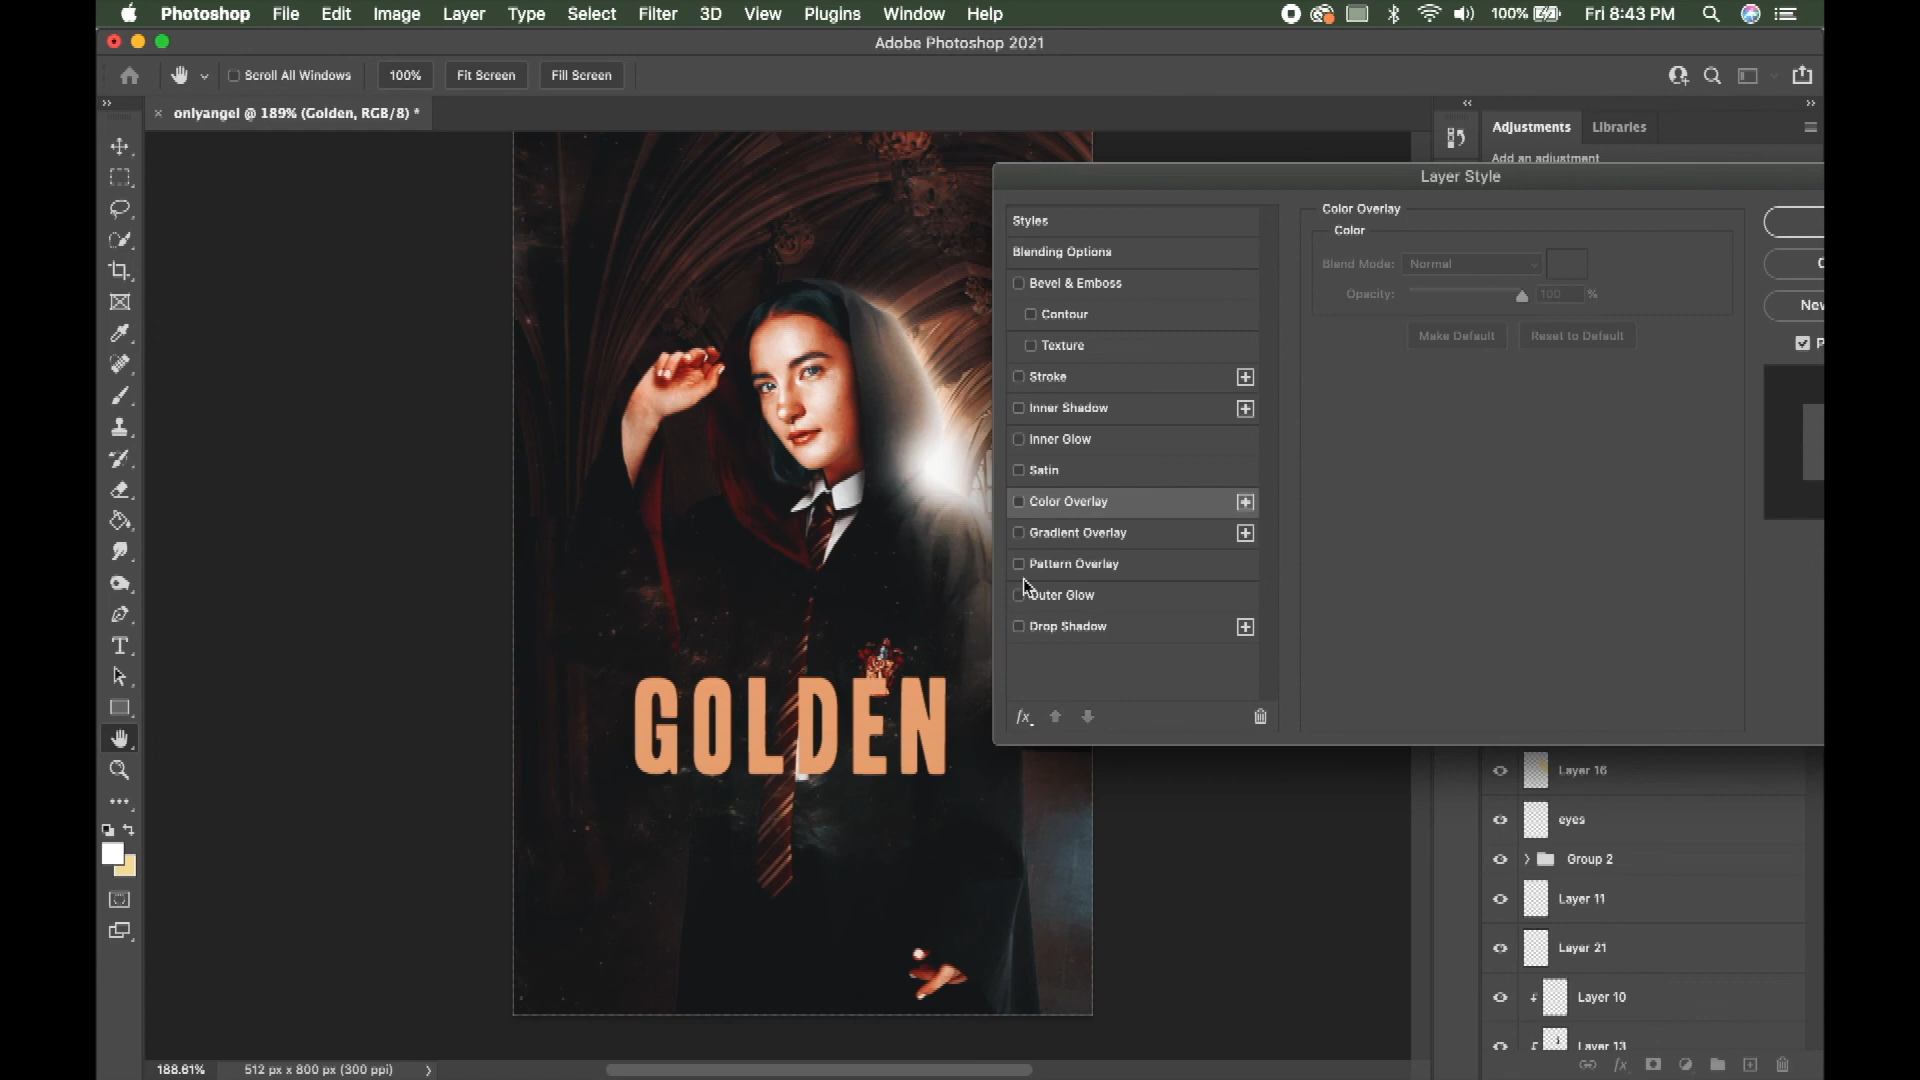 Photoshop File Edit Image Layer Type Select Filter 3D View Plugins Window Help 100% Fri 8:43 PM
Adobe Photoshop 2021
Scroll All Windows 100% Fit Screen Fill Screen
onlyangel @ 189% (Golden, RGB/8) *
Adjustments Libraries
Add an adjustment
Layer Style
Styles
Blending Options
Bevel & Emboss
Contour
Texture
Stroke
Inner Shadow
Inner Glow
Satin
Color Overlay
Gradient Overlay
Pattern Overlay
Outer Glow
Drop Shadow
fx
Color Overlay
Color
Blend Mode: Normal
Opacity: 100 %
Make Default Reset to Default
C
New
P
GOLDEN
Layer 16
eyes
Group 2
Layer 11
Layer 21
Layer 10
Layer 13
fx
188.81% 512 px x 800 px (300 ppi)